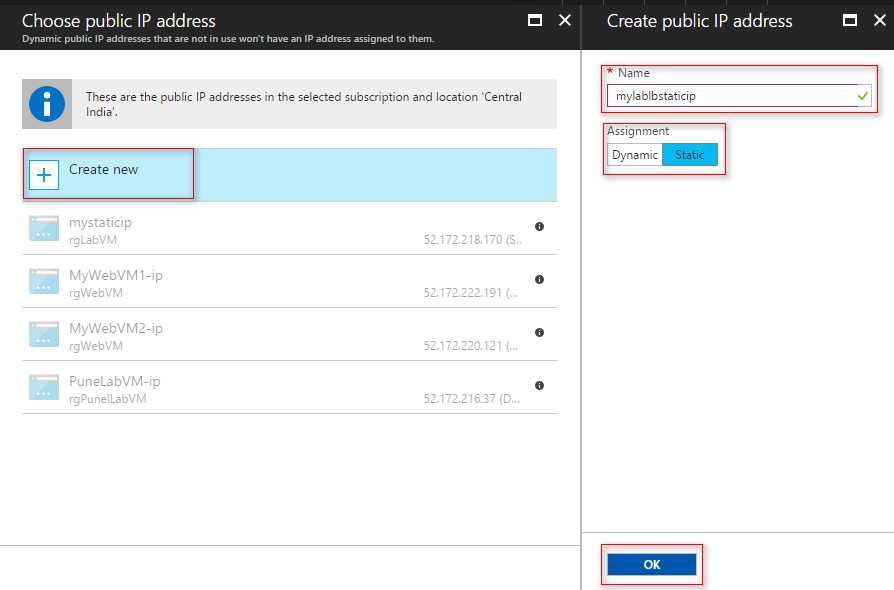 Choose public IP address
Dynamic public IP addresses that are not in use won't have an IP address assigned to them.
These are the public IP addresses in the selected subscription and location 'Central
India'.
Create new
mystaticip
rgLabVM
52.172.218.170 (S..
MyWebVM1-ip
rgWebVM
52.172.222.191 (...
MyWebVM2-ip
rgWebVM
52.172.220.121 (...
PuneLabVM-ip
rgPunelLabVM
52.172.216.37 (D...
Create public IP address
* Name
mylablbstaticip
Assignment
Dynamic Static
OK